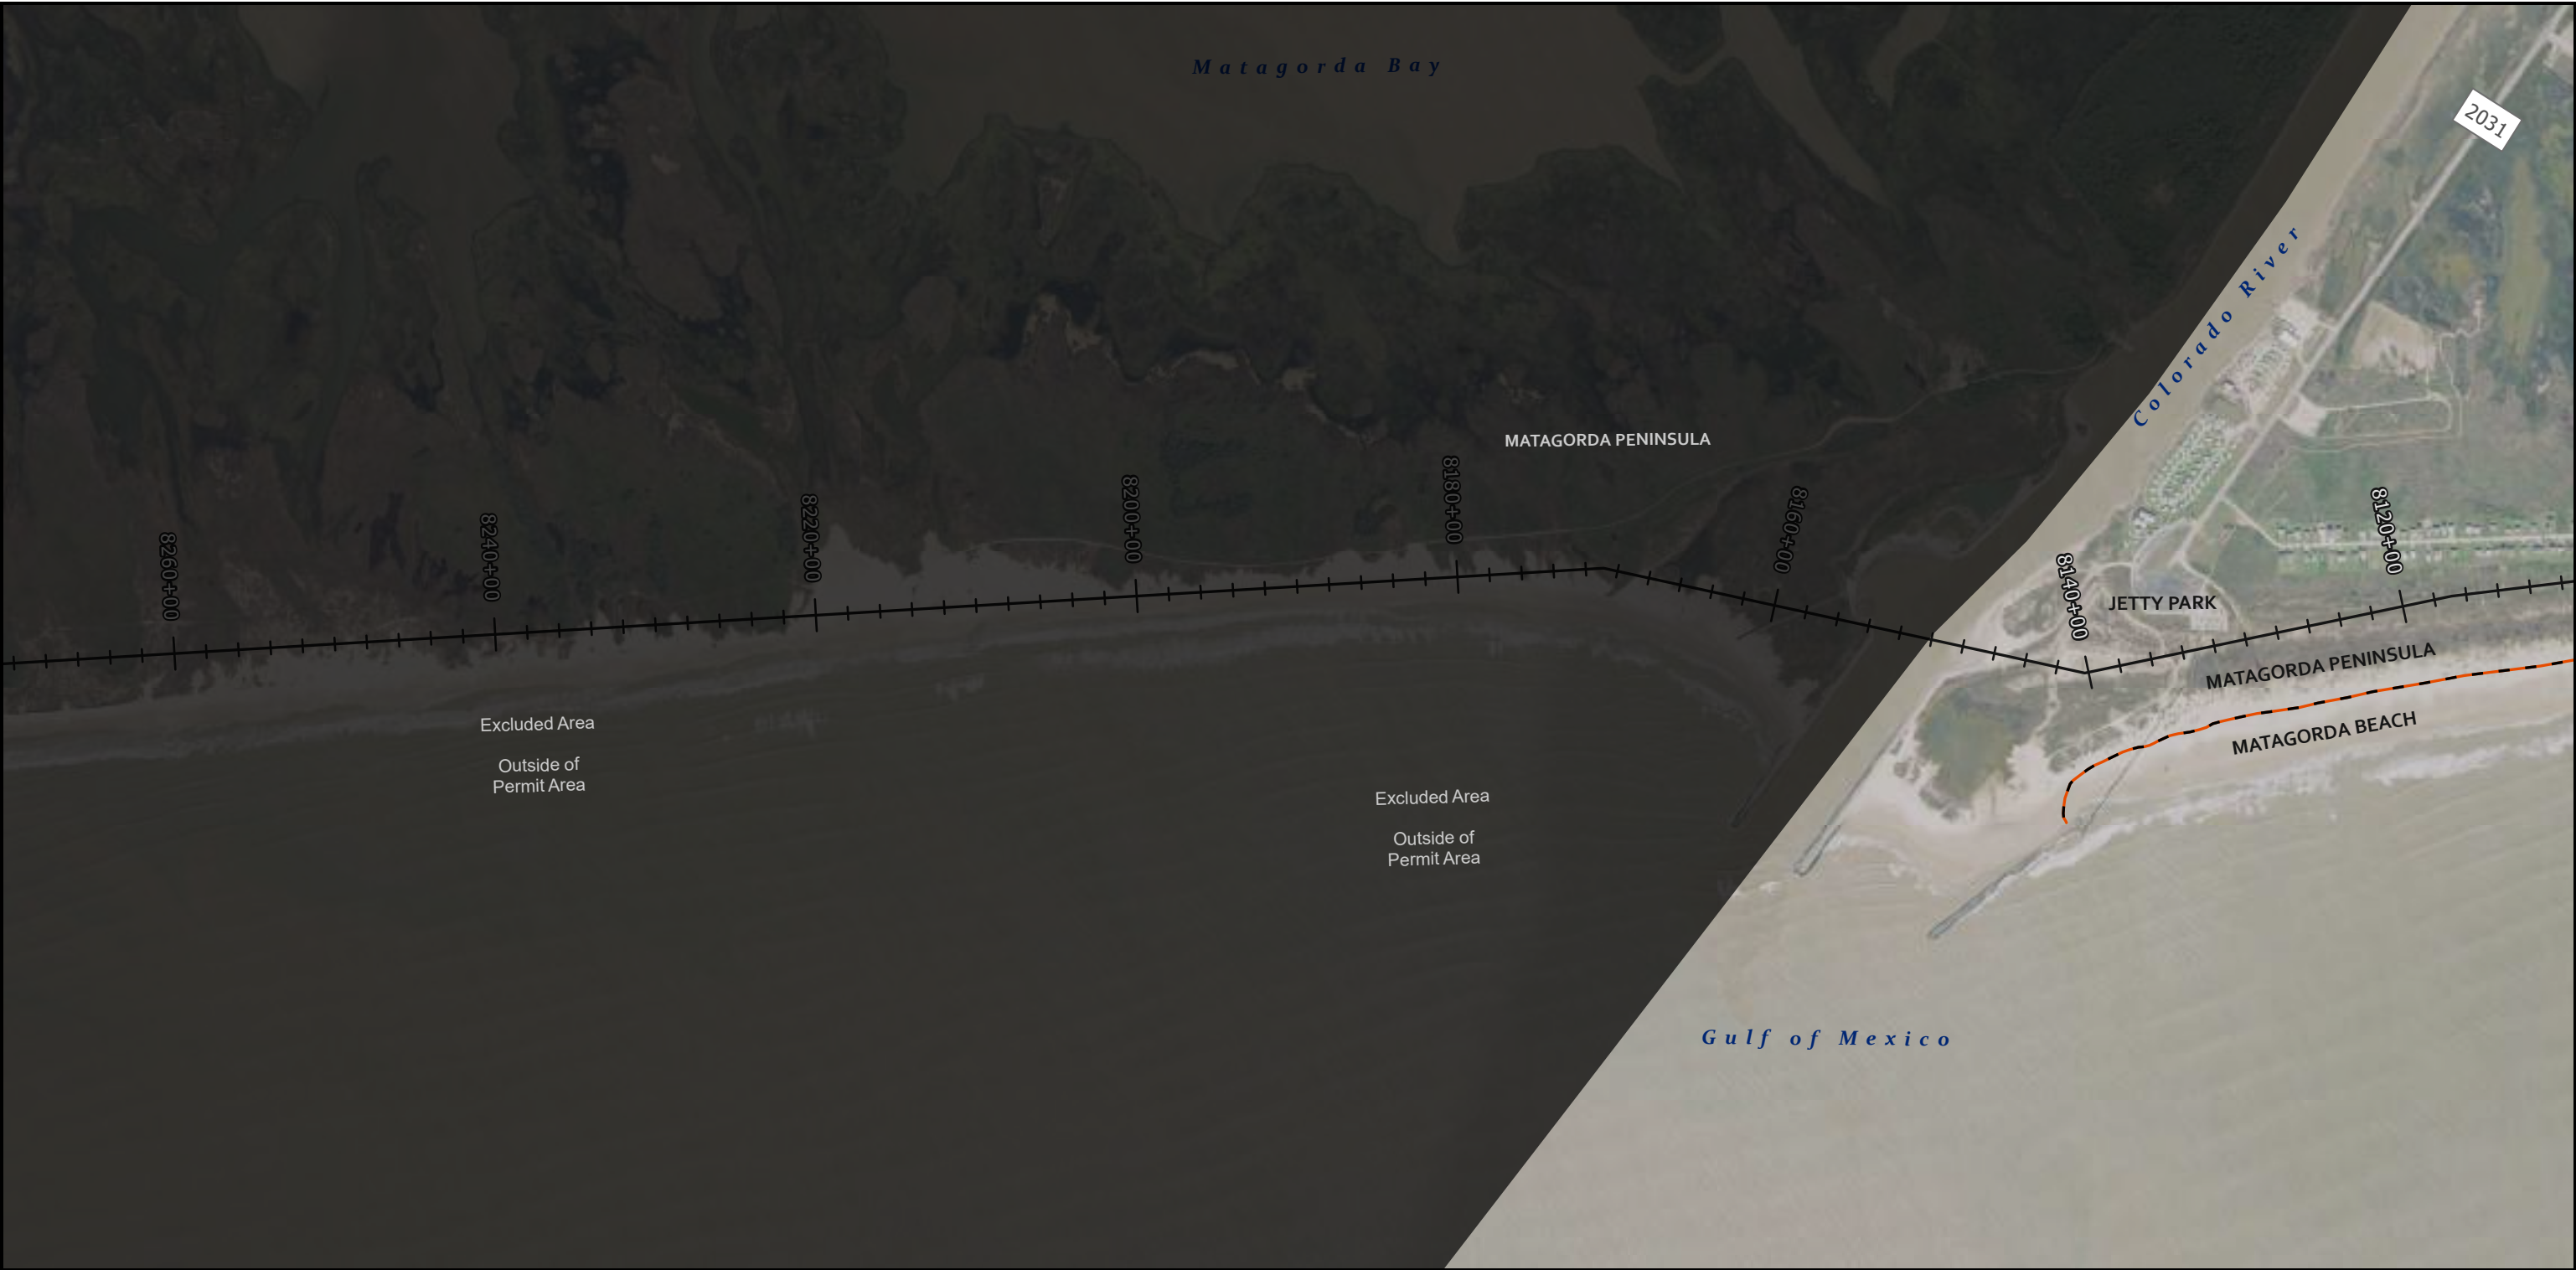 Matagorda Bay
2031
Colorado River
MATAGORDA PENINSULA
8260+00
8240+00
8220+00
8200+00
8180+00
8160+00
8140+00
8120+00
JETTY PARK
MATAGORDA PENINSULA
MATAGORDA BEACH
Excluded Area
Outside of
Permit Area
Excluded Area
Outside of
Permit Area
Gulf of Mexico